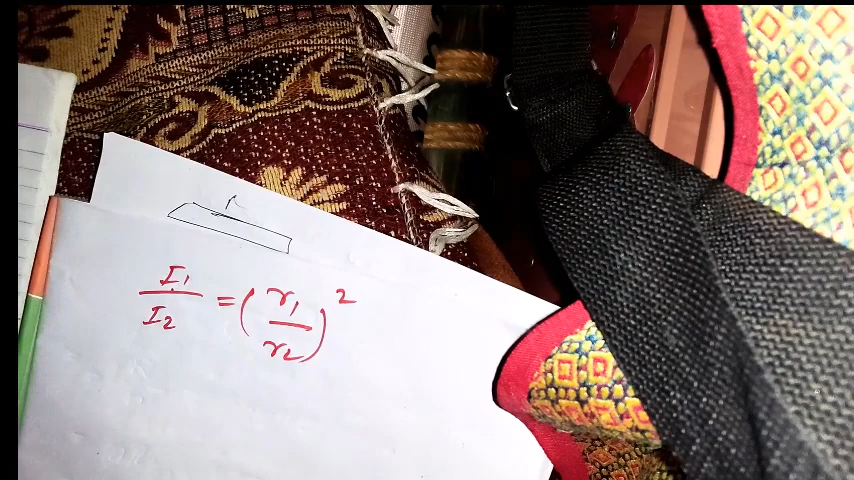 I₁/I₂ = (r₁/r₂)²